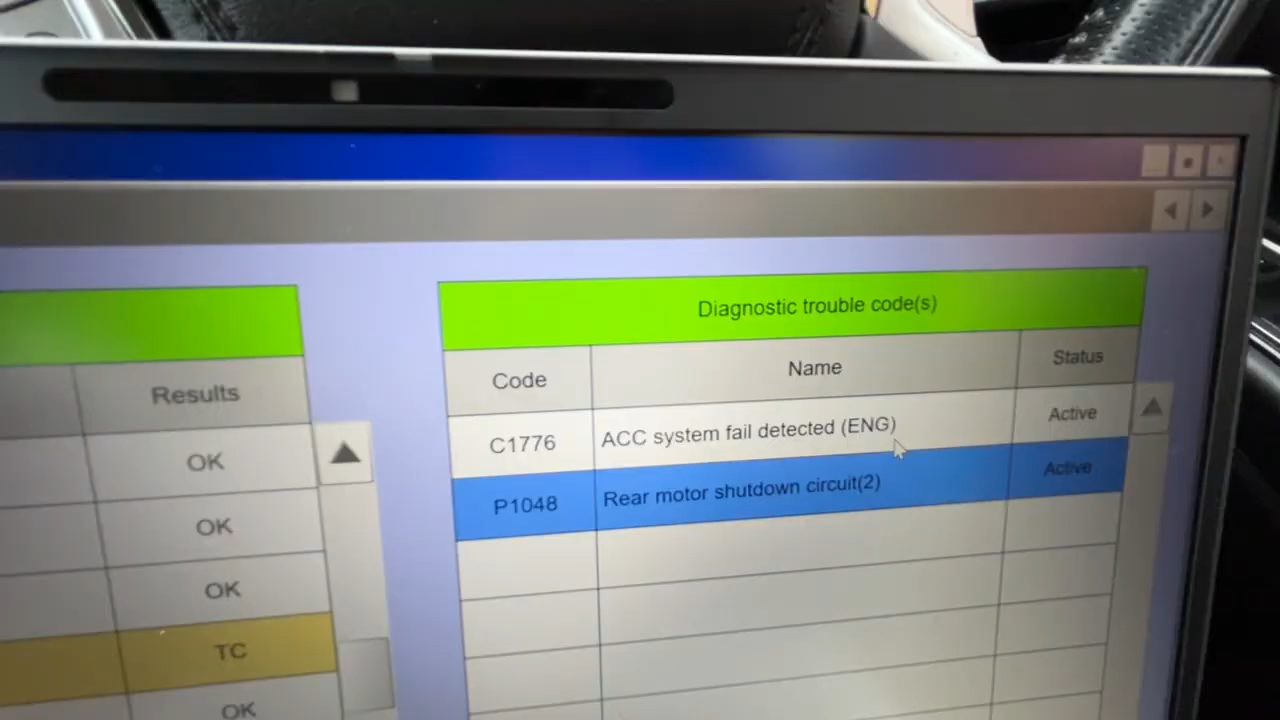 Diagnostic trouble code(s)
Code Name Status
C1776 ACC system fail detected (ENG) Active
P1048 Rear motor shutdown circuit(2) Active
Results
OK
OK
OK
TC
OK